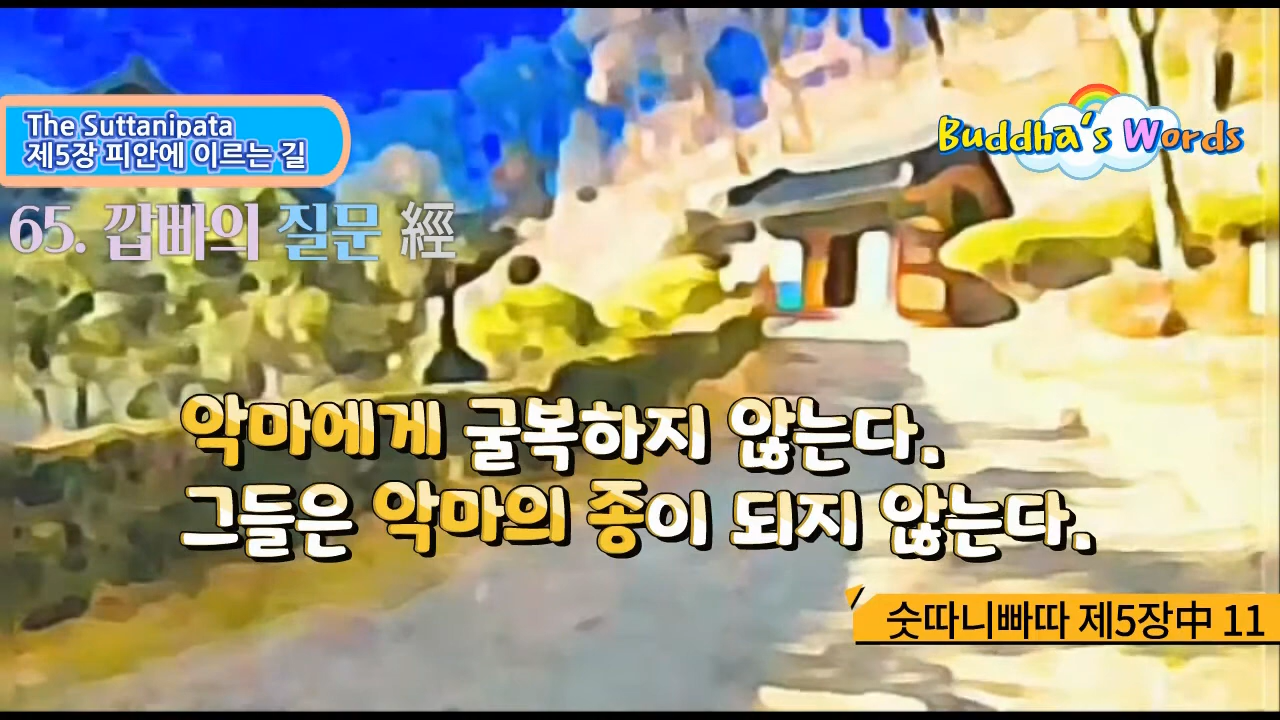 The Suttanipata
제5장 피안에 이르는 길
Buddha's Words
65. 깝빠의 질문 經
악마에게 굴복하지 않는다.
그들은 악마의 종이 되지 않는다.
숫따니빠따 제5장中 11